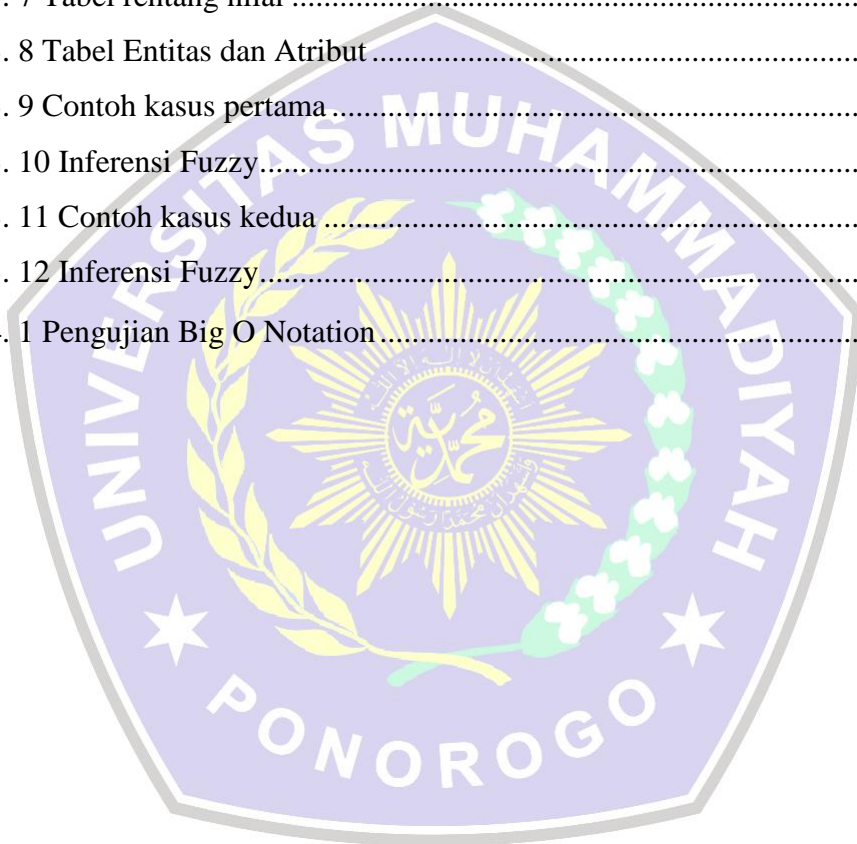 . 7 Tabel rentang nilai ..........................................................................
. 8 Tabel Entitas dan Atribut ................................................................
. 9 Contoh kasus pertama .....................................................................
. 10 Inferensi Fuzzy..............................................................................
. 11 Contoh kasus kedua ......................................................................
. 12 Inferensi Fuzzy..............................................................................
. 1 Pengujian Big O Notation...............................................................
UNIVERSITAS MUHAMMADIYAH
محمدية
PONOROGO